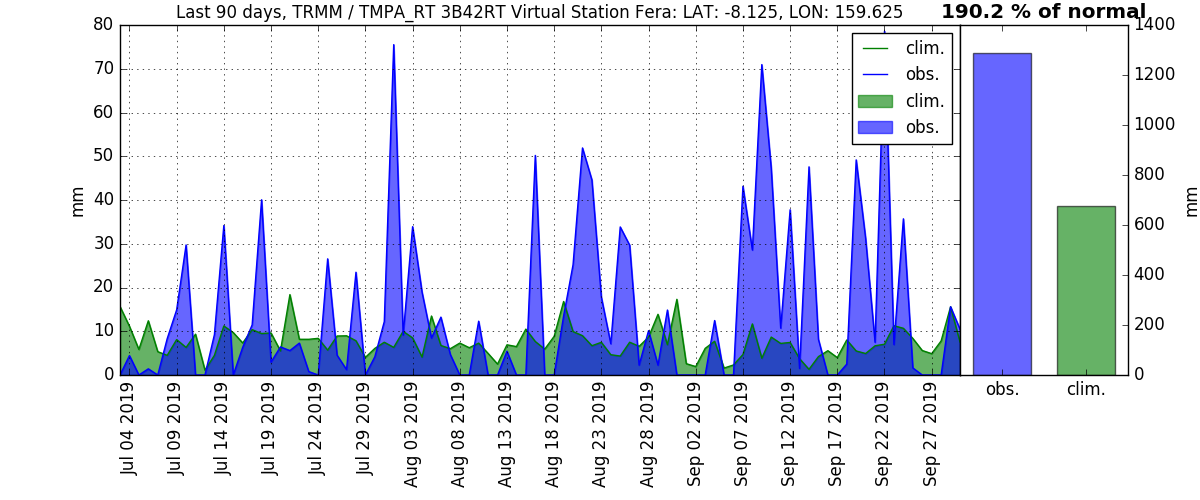 Last 90 days, TRMM / TMPA_RT 3B42RT Virtual Station Fera: LAT: -8.125, LON: 159.625
190.2 % of normal
80
70
60
50
40
30
20
10
0
mm
clim.
obs.
clim.
obs.
Jul 04 2019
Jul 09 2019
Jul 14 2019
Jul 19 2019
Jul 24 2019
Jul 29 2019
Aug 03 2019
Aug 08 2019
Aug 13 2019
Aug 18 2019
Aug 23 2019
Aug 28 2019
Sep 02 2019
Sep 07 2019
Sep 12 2019
Sep 17 2019
Sep 22 2019
Sep 27 2019
1400
1200
1000
800
600
400
200
0
mm
obs.
clim.